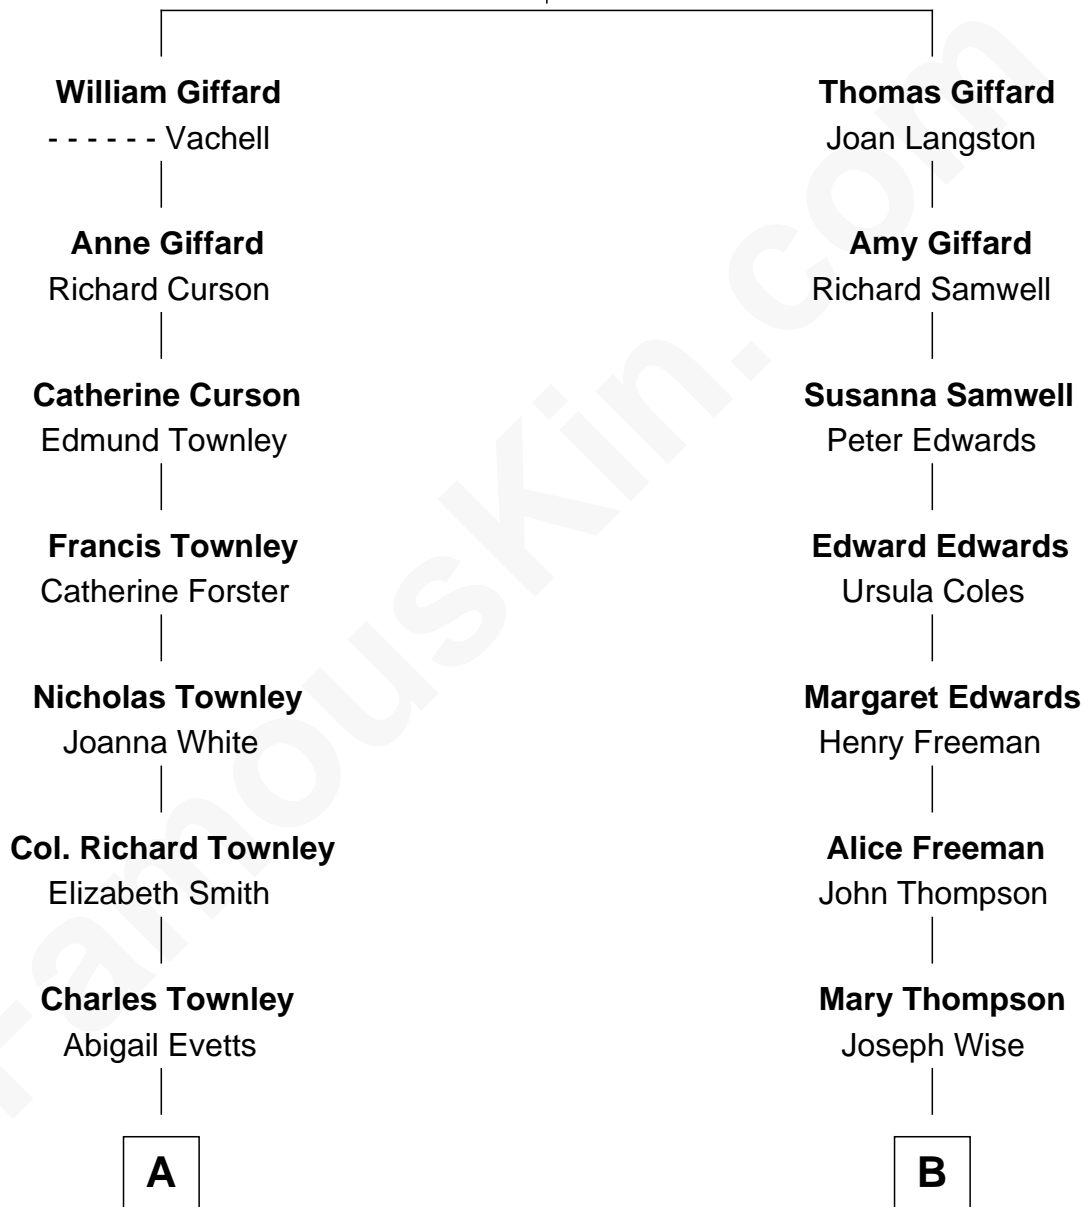 William Giffard
- - - - - - Vachell
Anne Giffard
Richard Curson
Catherine Curson
Edmund Townley
Francis Townley
Catherine Forster
Nicholas Townley
Joanna White
Col. Richard Townley
Elizabeth Smith
Charles Townley
Abigail Evetts
A
Thomas Giffard
Joan Langston
Amy Giffard
Richard Samwell
Susanna Samwell
Peter Edwards
Edward Edwards
Ursula Coles
Margaret Edwards
Henry Freeman
Alice Freeman
John Thompson
Mary Thompson
Joseph Wise
B
FamousKin.com